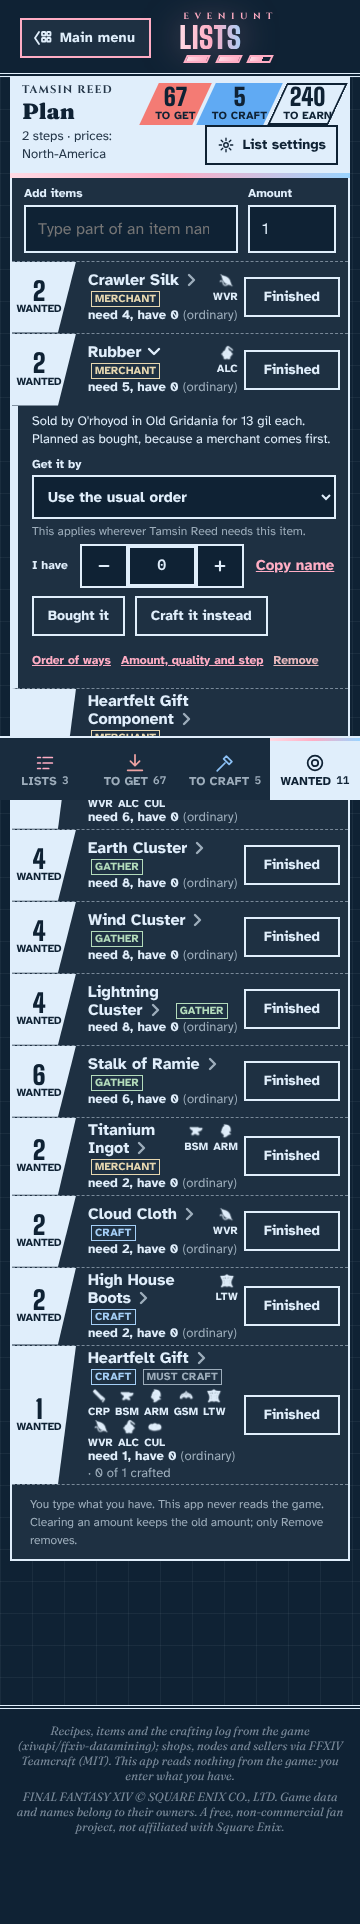 Main menu
EVENIUNT
LISTS
TAMSIN REED
Plan
2 steps · prices:
North-America
67
TO GET
5
TO CRAFT
240
TO EARN
List settings
Add items
Amount
Type part of an item nan
1
2
WANTED
Crawler Silk
MERCHANT
WVR
need 4, have 0 (ordinary)
Finished
2
WANTED
Rubber
MERCHANT
ALC
need 5, have 0 (ordinary)
Finished
Sold by O'rhoyod in Old Gridania for 13 gil each.
Planned as bought, because a merchant comes first.
Get it by
Use the usual order
This applies wherever Tamsin Reed needs this item.
I have
−
0
+
Copy name
Bought it
Craft it instead
Order of ways
Amount, quality and step
Remove
Heartfelt Gift
Component
MERCHANT
LISTS 3
TO GET 67
TO CRAFT 5
WANTED 11
WVR ALC CUL
need 6, have 0 (ordinary)
4
WANTED
Earth Cluster
GATHER
need 8, have 0 (ordinary)
Finished
4
WANTED
Wind Cluster
GATHER
need 8, have 0 (ordinary)
Finished
4
WANTED
Lightning
Cluster
GATHER
need 8, have 0 (ordinary)
Finished
6
WANTED
Stalk of Ramie
GATHER
need 6, have 0 (ordinary)
Finished
2
WANTED
Titanium
Ingot
BSM ARM
MERCHANT
need 2, have 0 (ordinary)
Finished
2
WANTED
Cloud Cloth
CRAFT
WVR
need 2, have 0 (ordinary)
Finished
2
WANTED
High House
Boots
LTW
CRAFT
need 2, have 0 (ordinary)
Finished
1
WANTED
Heartfelt Gift
CRAFT MUST CRAFT
CRP BSM ARM GSM LTW
WVR ALC CUL
need 1, have 0 (ordinary)
· 0 of 1 crafted
Finished
You type what you have. This app never reads the game.
Clearing an amount keeps the old amount; only Remove
removes.
Recipes, items and the crafting log from the game
(xivapi/ffxiv-datamining); shops, nodes and sellers via FFXIV
Teamcraft (MIT). This app reads nothing from the game: you
enter what you have.
FINAL FANTASY XIV © SQUARE ENIX CO., LTD. Game data
and names belong to their owners. A free, non-commercial fan
project, not affiliated with Square Enix.